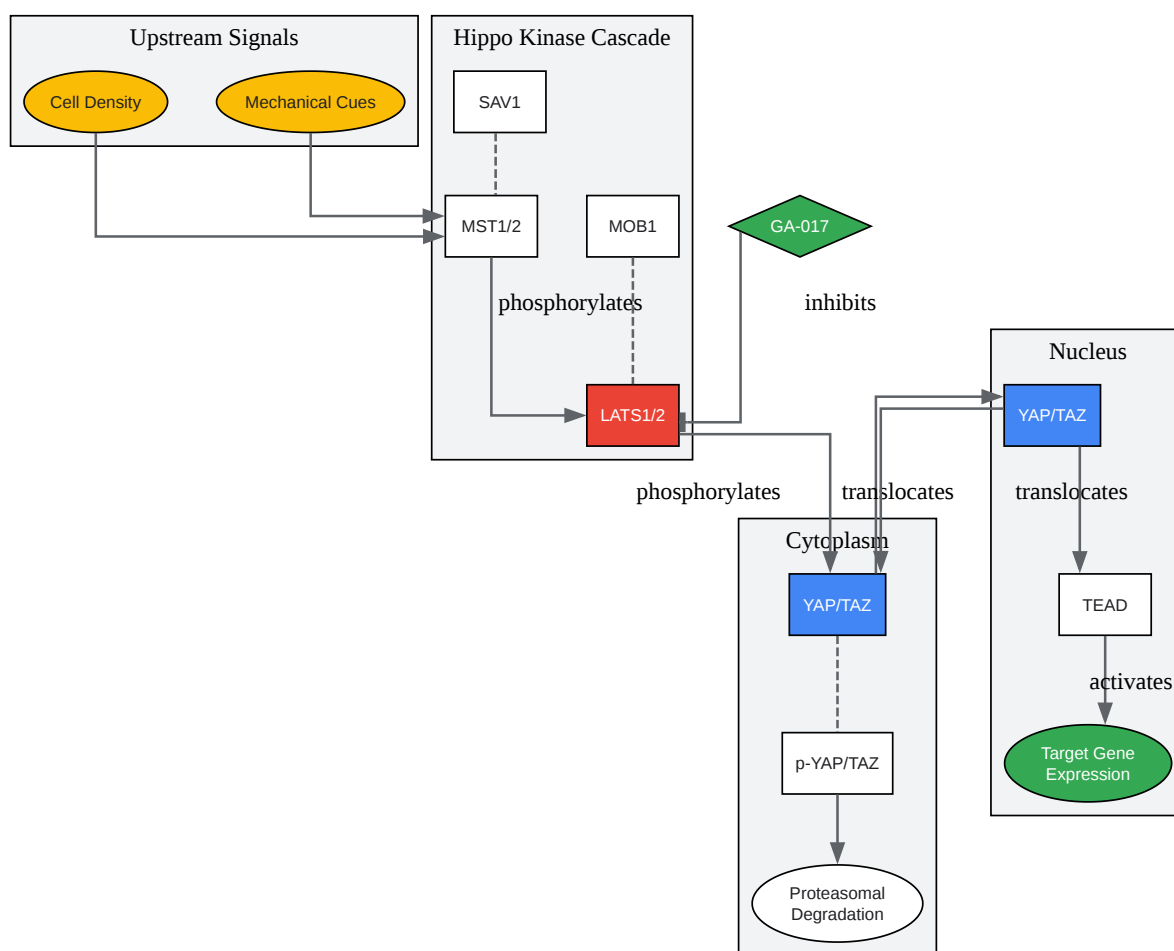 Upstream Signals
Hippo Kinase Cascade
Cell Density
Mechanical Cues
SAV1
MST1/2
MOB1
GA-017
phosphorylates
inhibits
Nucleus
LATS1/2
YAP/TAZ
phosphorylates
translocates
translocates
Cytoplasm
YAP/TAZ
TEAD
activates
p-YAP/TAZ
Target Gene
Expression
Proteasomal
Degradation